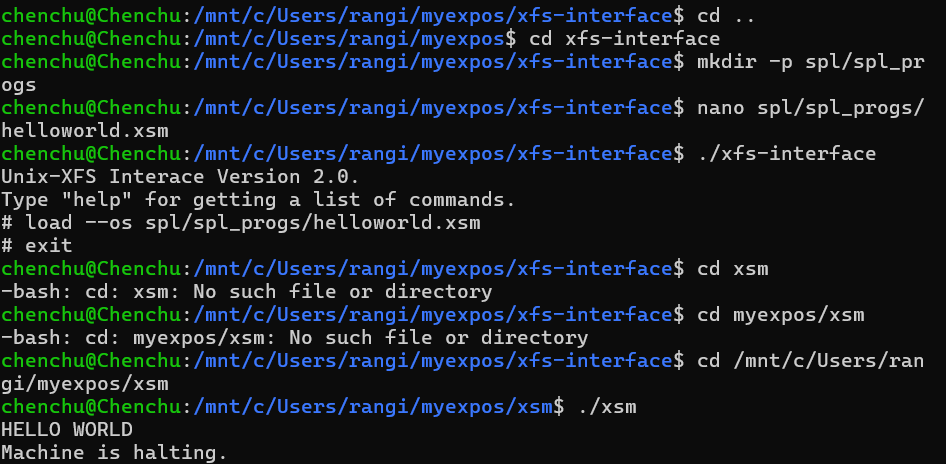 chenchu@Chenchu:/mnt/c/Users/rangi/myexpos/xfs-interface$ cd ..
chenchu@Chenchu:/mnt/c/Users/rangi/myexpos$ cd xfs-interface
chenchu@Chenchu:/mnt/c/Users/rangi/myexpos/xfs-interface$ mkdir -p spl/spl_pr
ogs
chenchu@Chenchu:/mnt/c/Users/rangi/myexpos/xfs-interface$ nano spl/spl_progs/
helloworld.xsm
chenchu@Chenchu:/mnt/c/Users/rangi/myexpos/xfs-interface$ ./xfs-interface
Unix-XFS Interace Version 2.0.
Type "help" for getting a list of commands.
# load --os spl/spl_progs/helloworld.xsm
# exit
chenchu@Chenchu:/mnt/c/Users/rangi/myexpos/xfs-interface$ cd xsm
-bash: cd: xsm: No such file or directory
chenchu@Chenchu:/mnt/c/Users/rangi/myexpos/xfs-interface$ cd myexpos/xsm
-bash: cd: myexpos/xsm: No such file or directory
chenchu@Chenchu:/mnt/c/Users/rangi/myexpos/xfs-interface$ cd /mnt/c/Users/ran
gi/myexpos/xsm
chenchu@Chenchu:/mnt/c/Users/rangi/myexpos/xsm$ ./xsm
HELLO WORLD
Machine is halting.